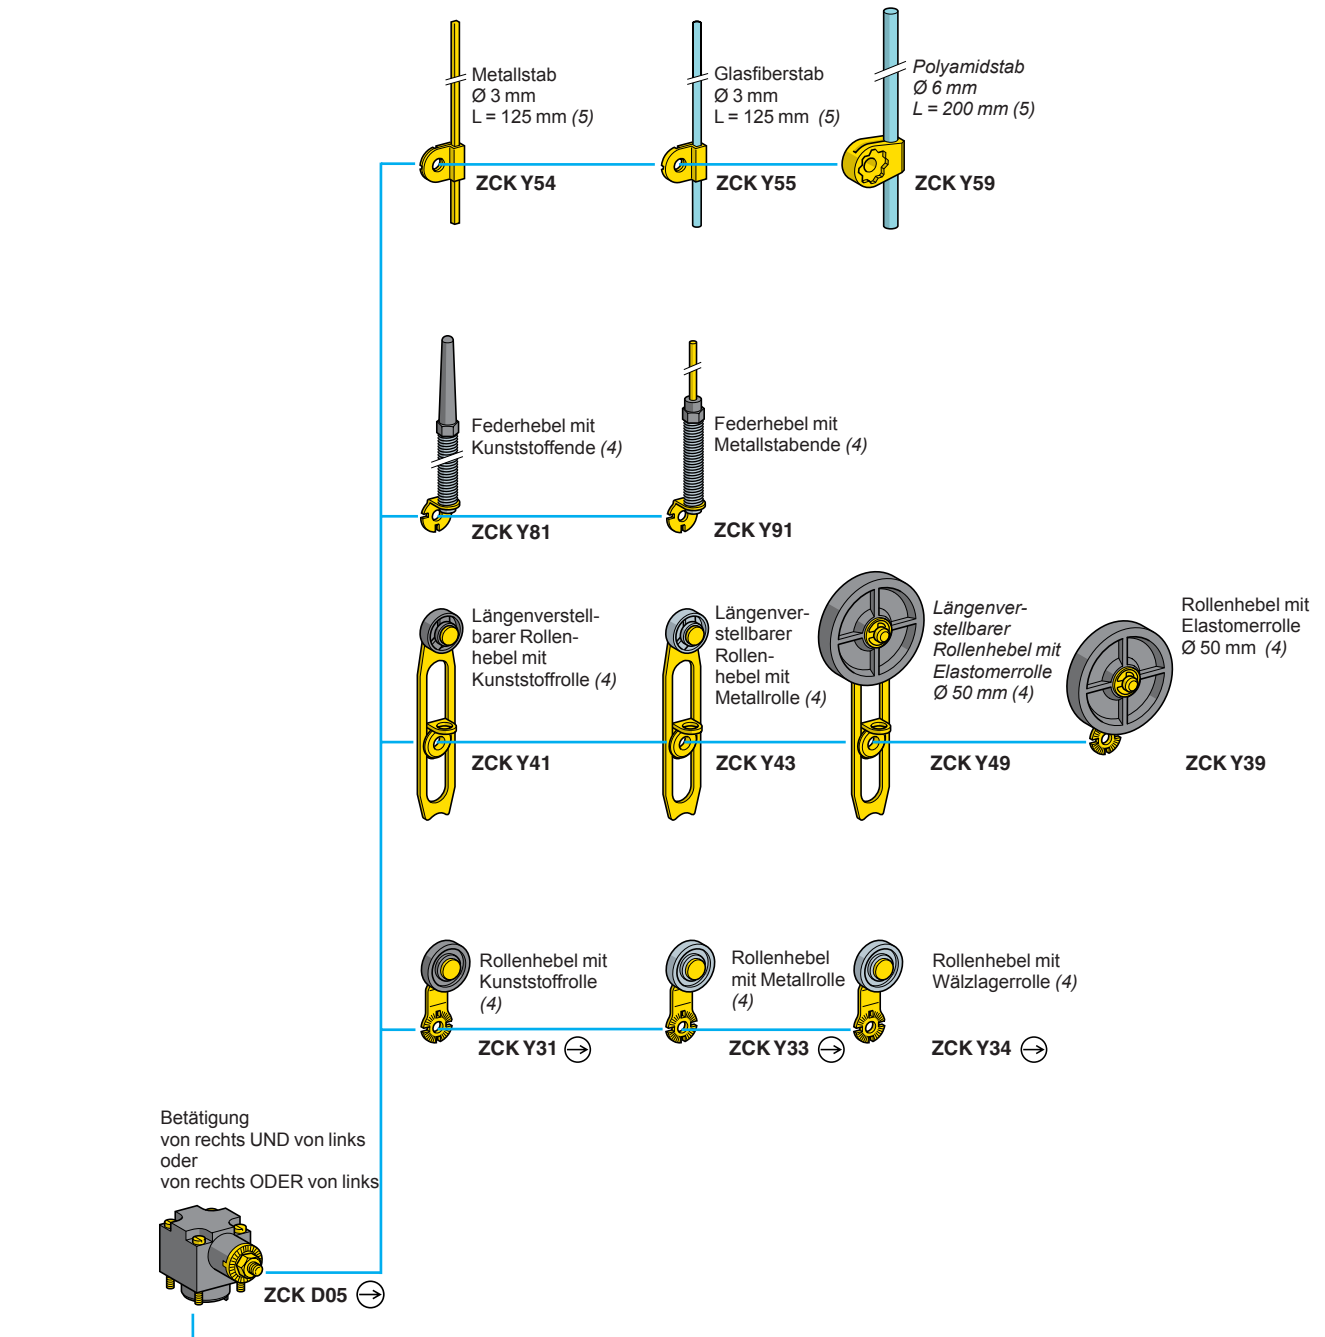 Metallstab
Ø 3 mm
L = 125 mm (5)
ZCK Y54
Glasfiberstab
Ø 3 mm
L = 125 mm (5)
ZCK Y55
Polyamidstab
Ø 6 mm
L = 200 mm (5)
ZCK Y59
Federhebel mit
Kunststoffende (4)
ZCK Y81
Federhebel mit
Metallstabende (4)
ZCK Y91
Längenverstell-
barer Rollen-
hebel mit
Kunststoffrolle (4)
ZCK Y41
Längenver-
stellbarer
Rollen-
hebel mit
Metallrolle (4)
ZCK Y43
Längenver-
stellbarer
Rollenhebel mit
Elastomerrolle
Ø 50 mm (4)
ZCK Y49
Rollenhebel mit
Elastomerrolle
Ø 50 mm (4)
ZCK Y39
Rollenhebel mit
Kunststoffrolle
(4)
ZCK Y31
Rollenhebel
mit Metallrolle
(4)
ZCK Y33
Rollenhebel mit
Wälzlagerrolle (4)
ZCK Y34
Betätigung
von rechts UND von links
oder
von rechts ODER von links
ZCK D05